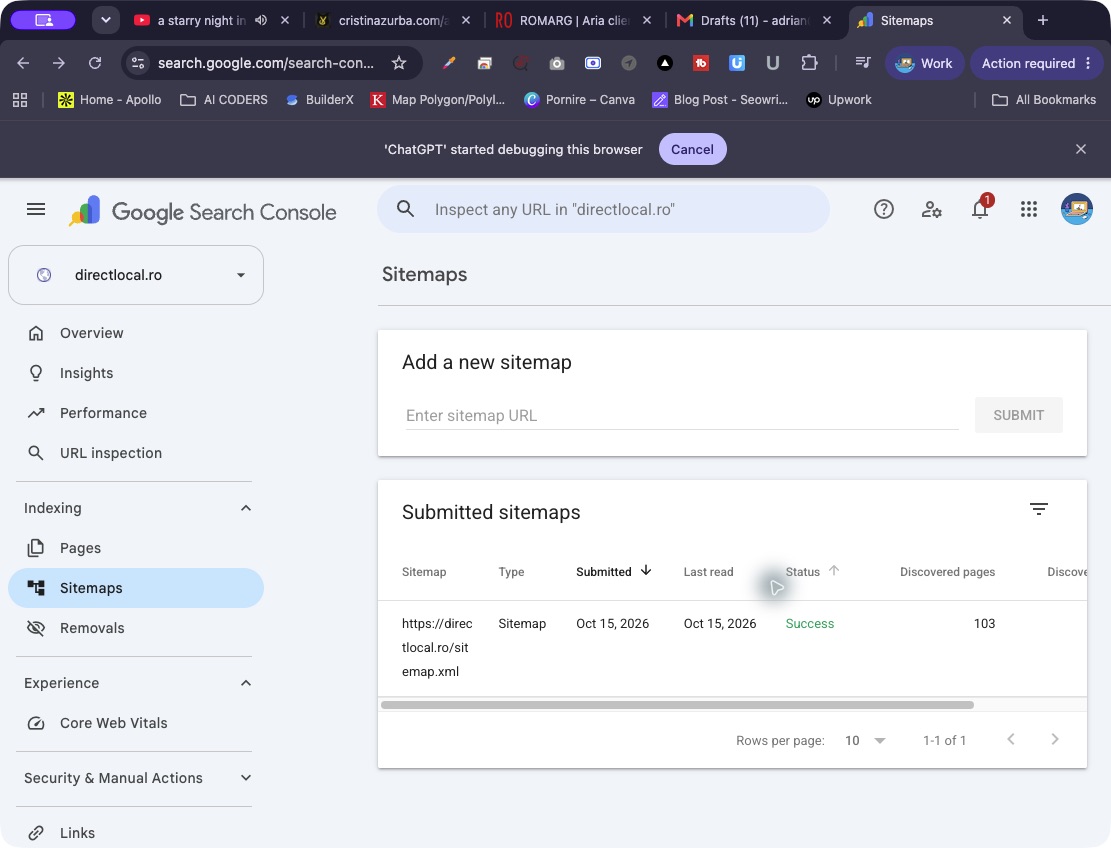 a starry night in
cristinazurba.com/a
ROMARG | Aria clie
Drafts (11) - adrian
Sitemaps
search.google.com/search-con...
Work
Action required
Home - Apollo
AI CODERS
BuilderX
Map Polygon/Polyl...
Pornire – Canva
Blog Post - Seowri...
Upwork
All Bookmarks
'ChatGPT' started debugging this browser
Cancel
Google Search Console
Inspect any URL in "directlocal.ro"
1
directlocal.ro
Overview
Insights
Performance
URL inspection
Indexing
Pages
Sitemaps
Removals
Experience
Core Web Vitals
Security & Manual Actions
Links
Sitemaps
Add a new sitemap
Enter sitemap URL
SUBMIT
Submitted sitemaps
Sitemap Type Submitted Last read Status Discovered pages Discove
https://direc Sitemap Oct 15, 2026 Oct 15, 2026 Success 103
tlocal.ro/sit
emap.xml
Rows per page: 10 1-1 of 1